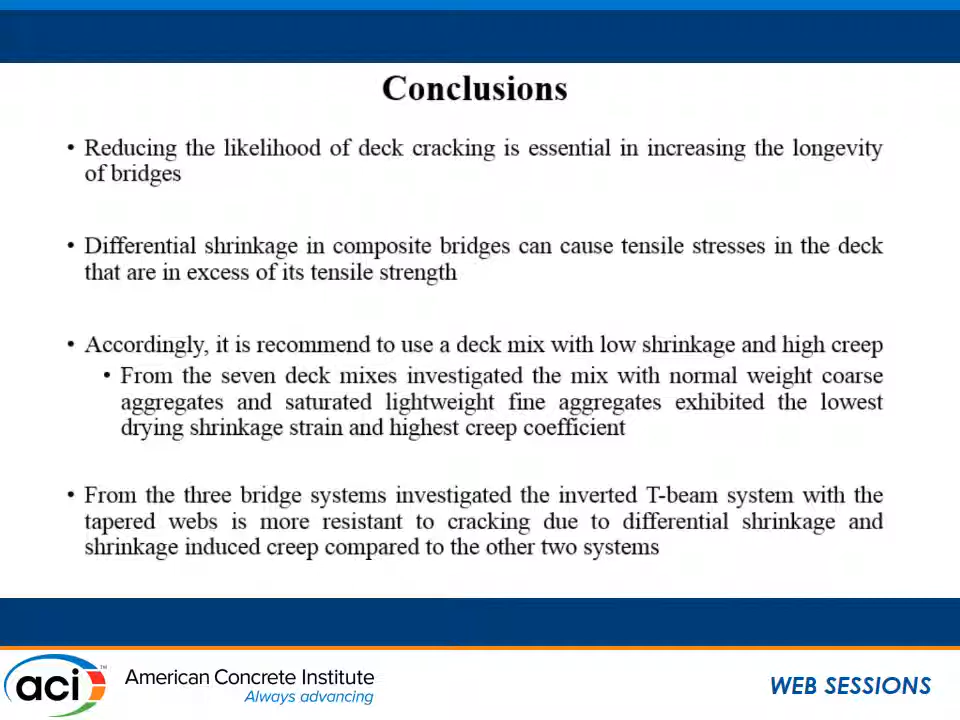 Conclusions
• Reducing the likelihood of deck cracking is essential in increasing the longevity
of bridges
• Differential shrinkage in composite bridges can cause tensile stresses in the deck
that are in excess of its tensile strength
• Accordingly, it is recommend to use a deck mix with low shrinkage and high creep
• From the seven deck mixes investigated the mix with normal weight coarse
aggregates and saturated lightweight fine aggregates exhibited the lowest
drying shrinkage strain and highest creep coefficient
• From the three bridge systems investigated the inverted T-beam system with the
tapered webs is more resistant to cracking due to differential shrinkage and
shrinkage induced creep compared to the other two systems
aci™
American Concrete Institute
Always advancing
WEB SESSIONS